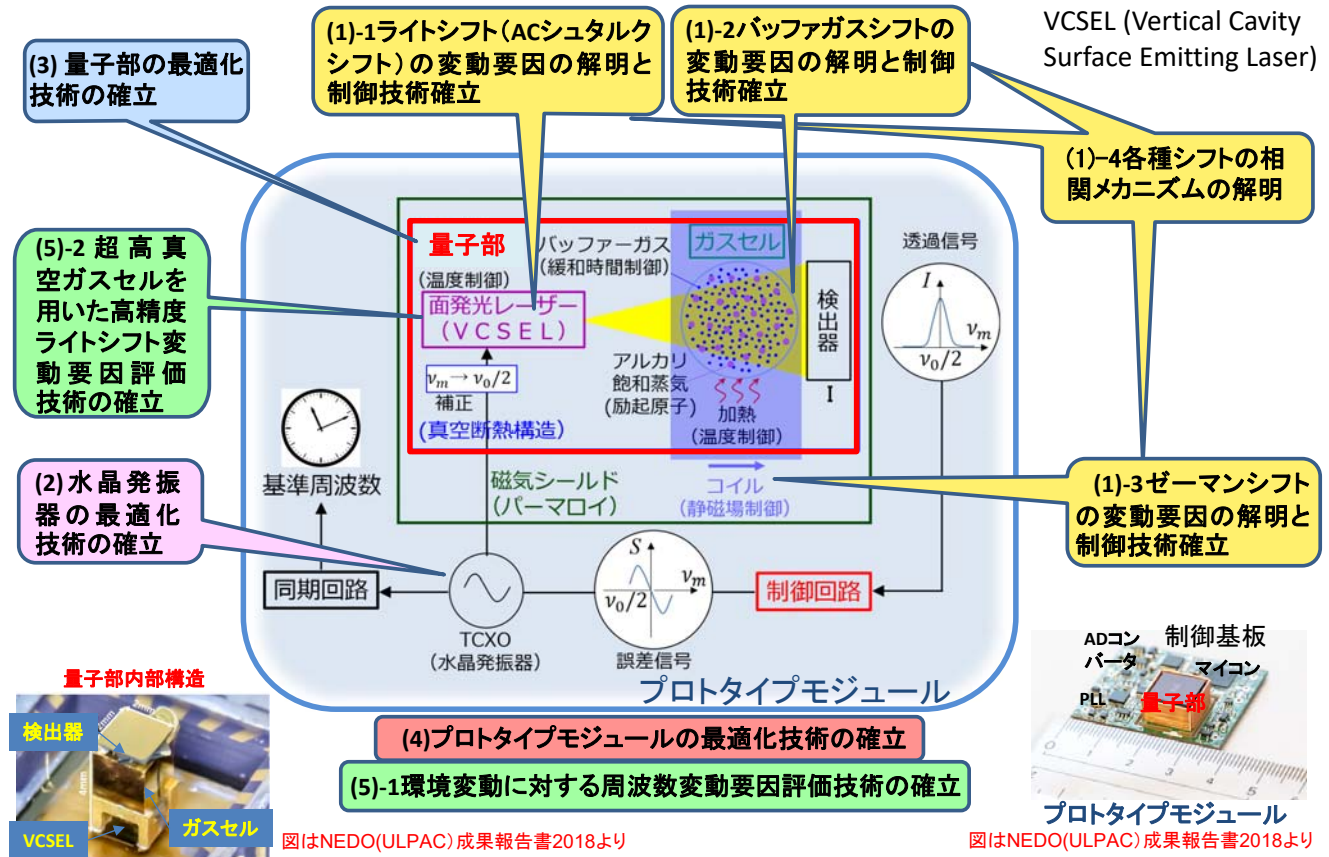 (1)-1ライトシフト(ACシュタルク
シフト)の変動要因の解明と
制御技術確立
(1)-2バッファガスシフトの
変動要因の解明と制御
技術確立
VCSEL (Vertical Cavity
Surface Emitting Laser)
(3) 量子部の最適化
技術の確立
(1)-4各種シフトの相
関メカニズムの解明
(5)-2 超高真
空ガスセルを
用いた高精度
ライトシフト変
動要因評価
技術の確立
量子部
(温度制御)
面発光レーザー
(VCSEL)
バッファーガス
(緩和時間制御)
ガスセル
検出器
I
透過信号
I
νm
ν0/2
νm→ν0/2
補正
(真空断熱構造)
アルカリ
飽和蒸気
(励起原子)
加熱
(温度制御)
磁気シールド
(パーマロイ)
コイル
(静磁場制御)
基準周波数
(1)-3ゼーマンシフト
の変動要因の解明と
制御技術確立
(2)水晶発振
器の最適化
技術の確立
同期回路
TCXO
(水晶発振器)
S
νm
ν0/2
誤差信号
制御回路
プロトタイプモジュール
量子部内部構造
検出器
2mm
2mm
4mm
VCSEL
ガスセル
(4)プロトタイプモジュールの最適化技術の確立
(5)-1環境変動に対する周波数変動要因評価技術の確立
図はNEDO(ULPAC)成果報告書2018より
制御基板
ADコン
バータ
マイコン
PLL
量子部
0 1 2 3 4 5
プロトタイプモジュール
図はNEDO(ULPAC)成果報告書2018より